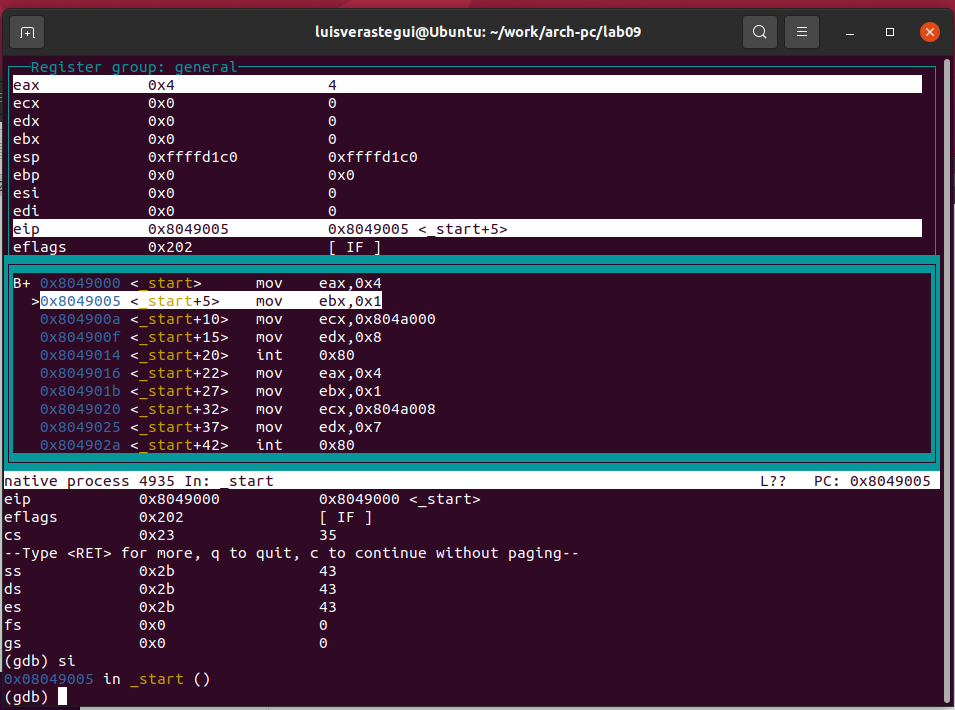 luisverastegui@Ubuntu: ~/work/arch-pc/lab09
Register group: general
eax 0x4 4
ecx 0x0 0
edx 0x0 0
ebx 0x0 0
esp 0xffffd1c0 0xffffd1c0
ebp 0x0 0x0
esi 0x0 0
edi 0x0 0
eip 0x8049005 0x8049005 <_start+5>
eflags 0x202 [ IF ]
B+ 0x8049000 <_start> mov eax,0x4
>0x8049005 <_start+5> mov ebx,0x1
0x804900a <_start+10> mov ecx,0x804a000
0x804900f <_start+15> mov edx,0x8
0x8049014 <_start+20> int 0x80
0x8049016 <_start+22> mov eax,0x4
0x804901b <_start+27> mov ebx,0x1
0x8049020 <_start+32> mov ecx,0x804a008
0x8049025 <_start+37> mov edx,0x7
0x804902a <_start+42> int 0x80
native process 4935 In: _start L?? PC: 0x8049005
eip 0x8049000 0x8049000 <_start>
eflags 0x202 [ IF ]
cs 0x23 35
--Type <RET> for more, q to quit, c to continue without paging--
ss 0x2b 43
ds 0x2b 43
es 0x2b 43
fs 0x0 0
gs 0x0 0
(gdb) si
0x08049005 in _start ()
(gdb)